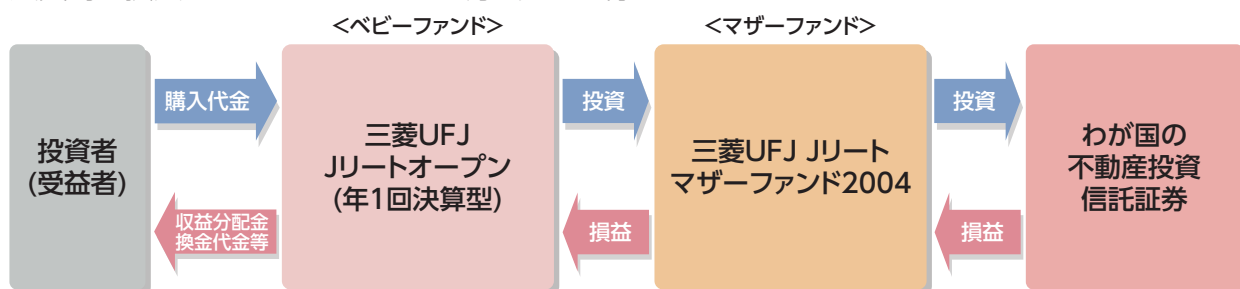 <ベビーファンド>
<マザーファンド>
投資者
(受益者)
購入代金
収益分配金
換金代金等
三菱UFJ
Jリートオープン
(年1回決算型)
投資
損益
三菱UFJ Jリート
マザーファンド2004
投資
損益
わが国の
不動産投資
信託証券